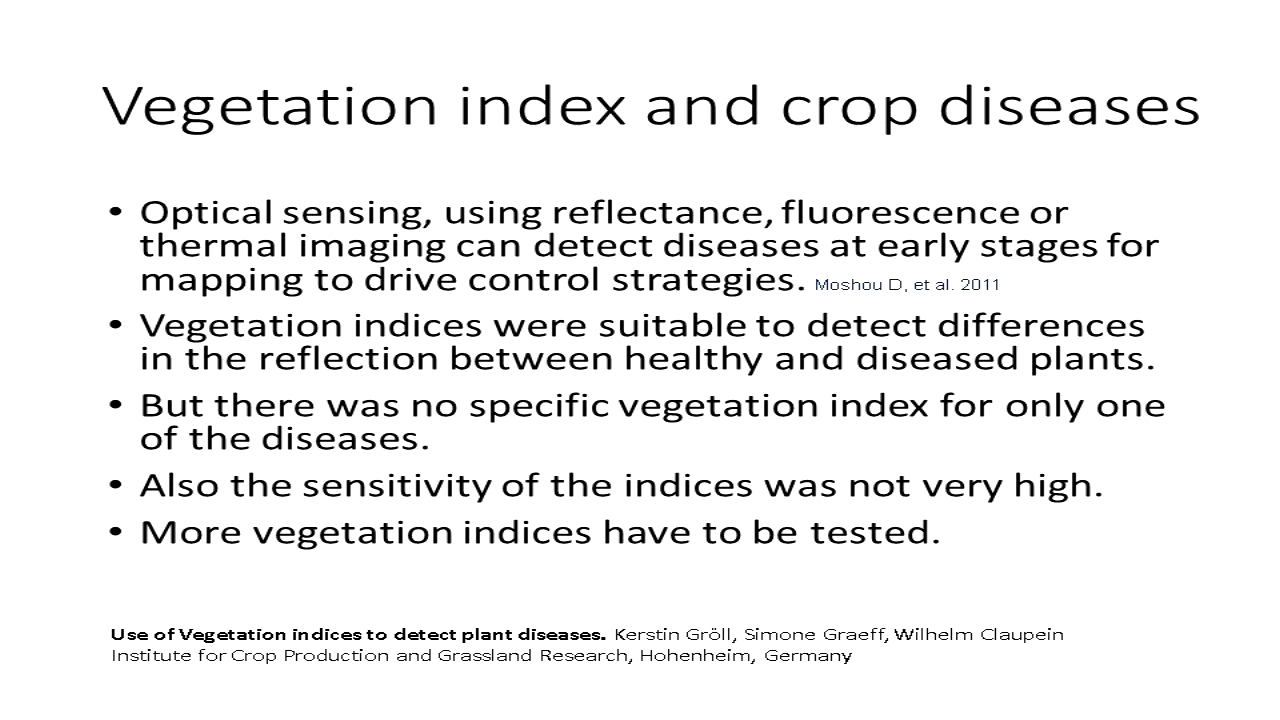 Vegetation index and crop diseases
• Optical sensing, using reflectance, fluorescence or
thermal imaging can detect diseases at early stages for
mapping to drive control strategies. Moshou D, et al. 2011
• Vegetation indices were suitable to detect differences
in the reflection between healthy and diseased plants.
• But there was no specific vegetation index for only one
of the diseases.
• Also the sensitivity of the indices was not very high.
• More vegetation indices have to be tested.
Use of Vegetation indices to detect plant diseases. Kerstin Gröll, Simone Graeff, Wilhelm Claupein
Institute for Crop Production and Grassland Research, Hohenheim, Germany